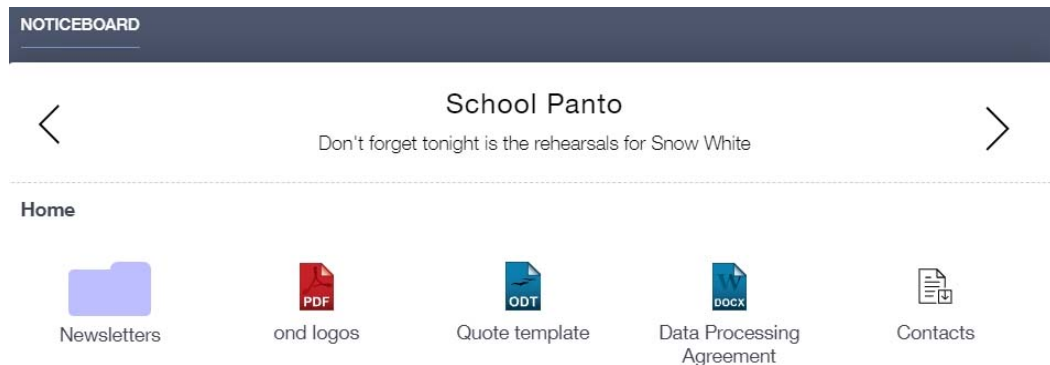 NOTICEBOARD
School Panto
Don't forget tonight is the rehearsals for Snow White
Home
PDF
ODT
W
DOCX
Newsletters
ond logos
Quote template
Data Processing
Agreement
Contacts